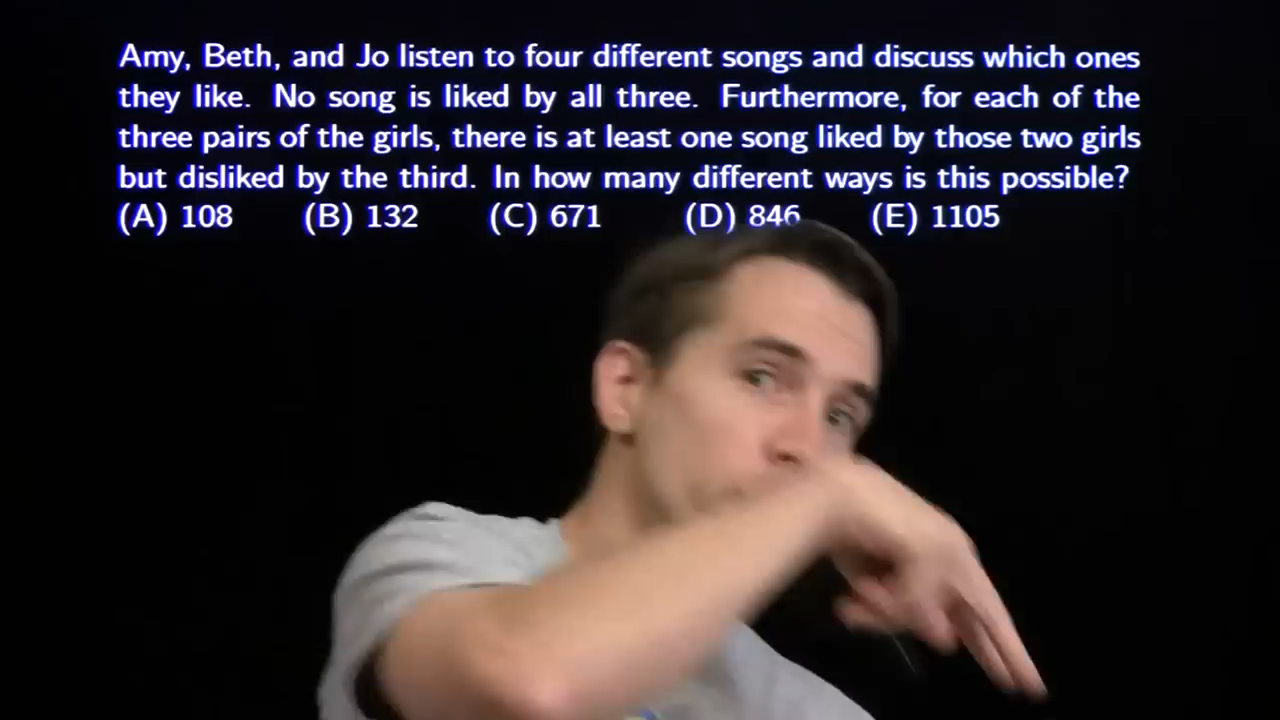 Amy, Beth, and Jo listen to four different songs and discuss which ones
they like. No song is liked by all three. Furthermore, for each of the
three pairs of the girls, there is at least one song liked by those two girls
but disliked by the third. In how many different ways is this possible?
(A) 108 (B) 132 (C) 671 (D) 846 (E) 1105